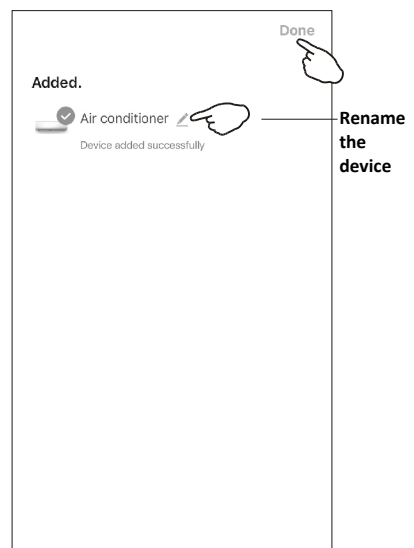 Done
Added.
Air conditioner
Device added successfully
Rename
the
device